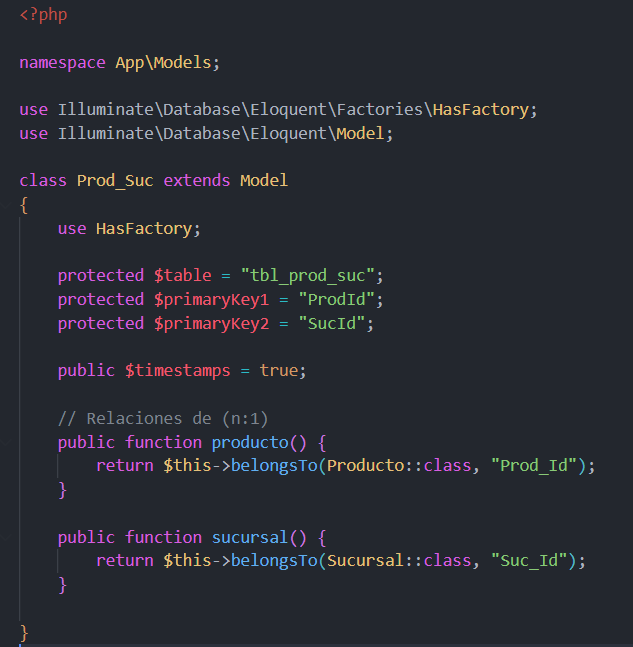 <?php
namespace App\Models;
use Illuminate\Database\Eloquent\Factories\HasFactory;
use Illuminate\Database\Eloquent\Model;
class Prod_Suc extends Model
{
use HasFactory;
protected $table = "tbl_prod_suc";
protected $primaryKey1 = "ProdId";
protected $primaryKey2 = "SucId";
public $timestamps = true;
// Relaciones de (n:1)
public function producto() {
return $this->belongsTo(Producto::class, "Prod_Id");
}
public function sucursal() {
return $this->belongsTo(Sucursal::class, "Suc_Id");
}
}